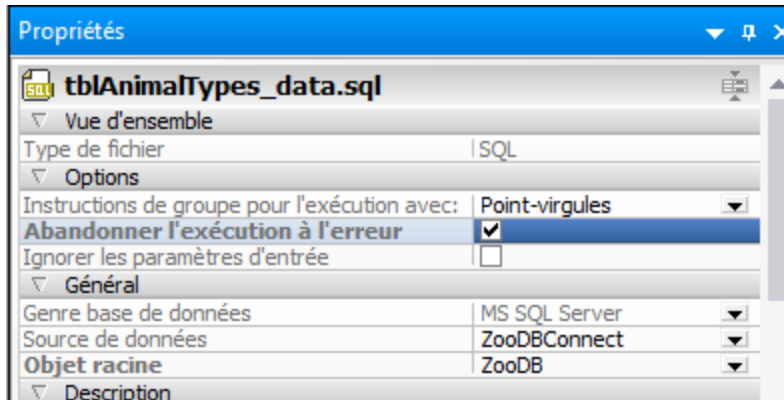 Propriétés
tblAnimalTypes_data.sql
Vue d'ensemble
Type de fichier SQL
Options
Instructions de groupe pour l'exécution avec: Point-virgules
Abandonner l'exécution à l'erreur
Ignorer les paramètres d'entrée
Général
Genre base de données MS SQL Server
Source de données ZooDBConnect
Objet racine ZooDB
Description